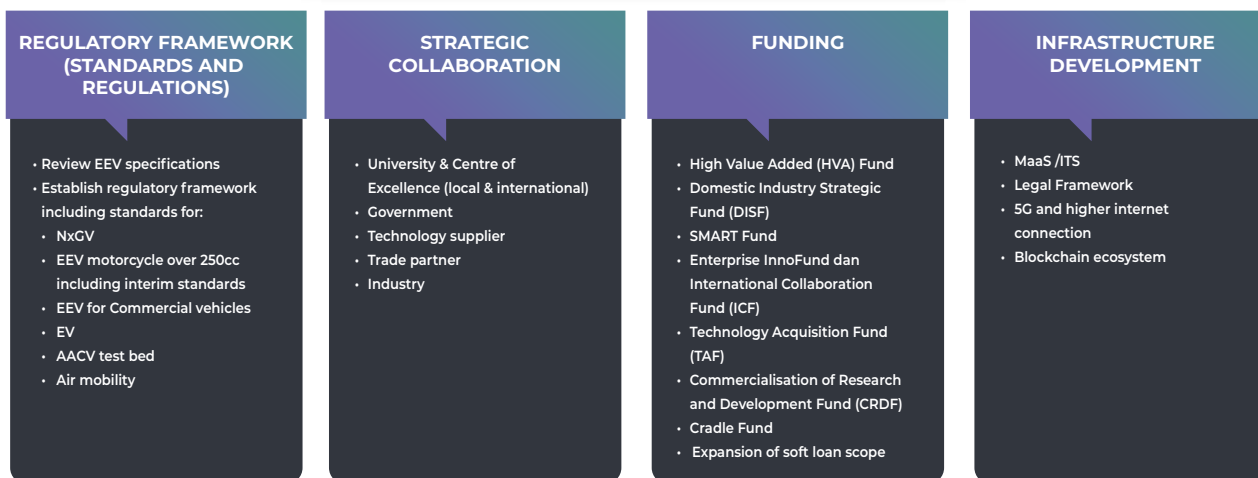 REGULATORY FRAMEWORK
(STANDARDS AND
REGULATIONS)
• Review EEV specifications
• Establish regulatory framework
including standards for:
• NxGV
• EEV motorcycle over 250cc
including interim standards
• EEV for Commercial vehicles
• EV
• AACV test bed
• Air mobility
STRATEGIC
COLLABORATION
• University & Centre of
Excellence (local & international)
• Government
• Technology supplier
• Trade partner
• Industry
FUNDING
• High Value Added (HVA) Fund
• Domestic Industry Strategic
Fund (DISF)
• SMART Fund
• Enterprise InnoFund dan
International Collaboration
Fund (ICF)
• Technology Acquisition Fund
(TAF)
• Commercialisation of Research
and Development Fund (CRDF)
• Cradle Fund
• Expansion of soft loan scope
INFRASTRUCTURE
DEVELOPMENT
• MaaS /ITS
• Legal Framework
• 5G and higher internet
connection
• Blockchain ecosystem